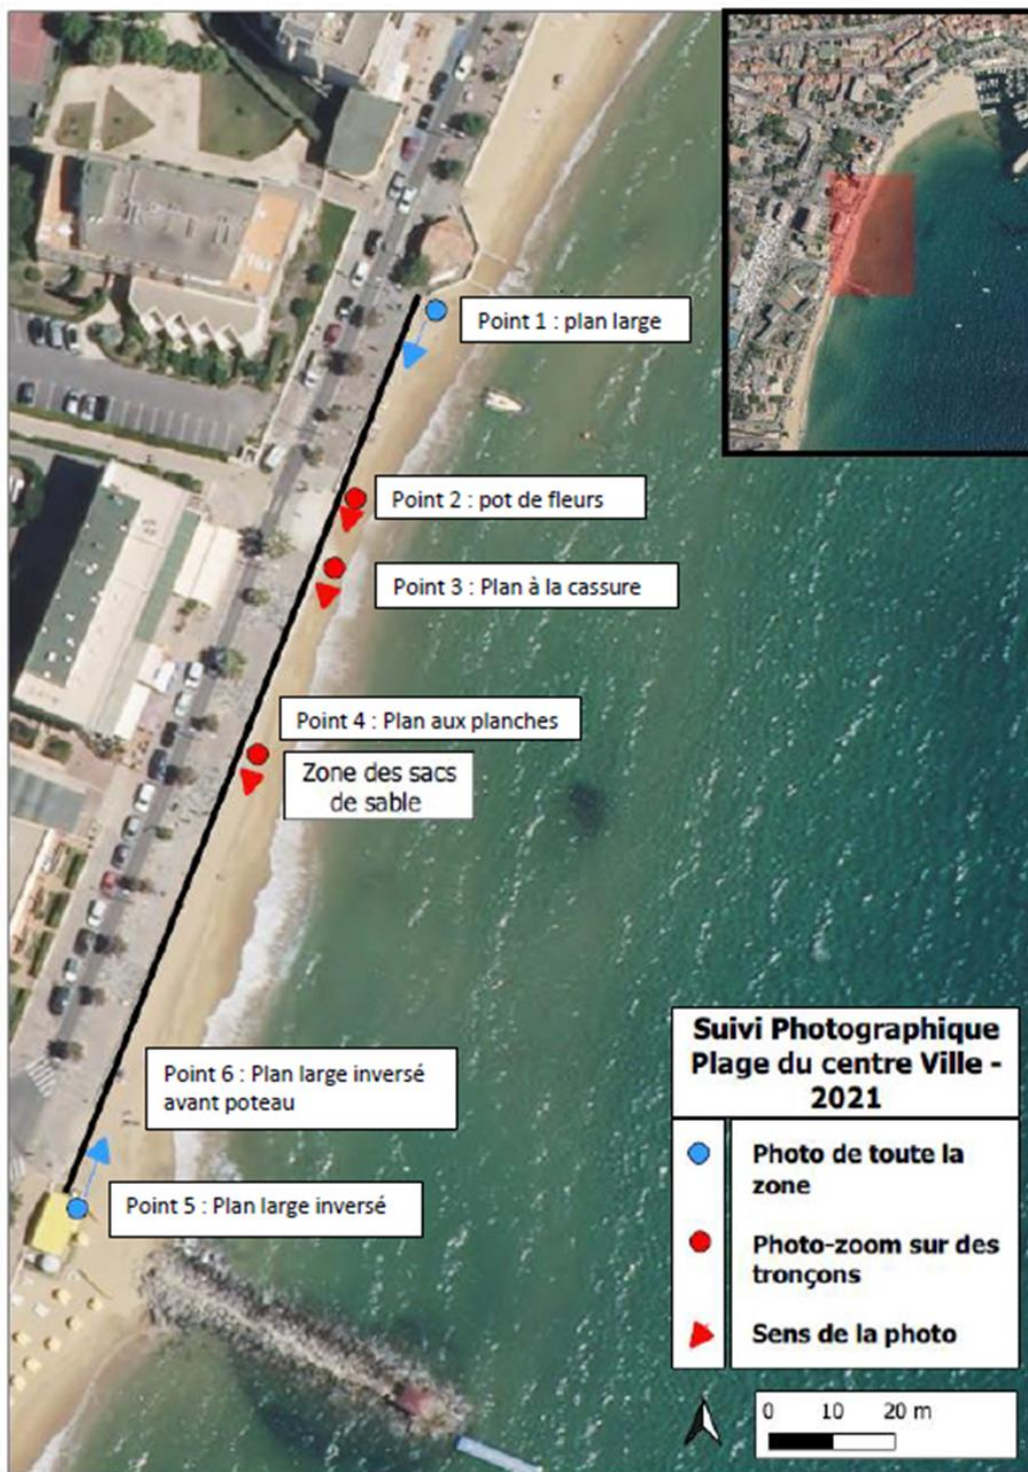 Point 1 : plan large
Point 2 : pot de fleurs
Point 3 : Plan à la cassure
Point 4 : Plan aux planches
Zone des sacs
de sable
Point 6 : Plan large inversé
avant poteau
Point 5 : Plan large inversé
Suivi Photographique
Plage du centre Ville -
2021
Photo de toute la
zone
Photo-zoom sur des
tronçons
Sens de la photo
0 10 20 m